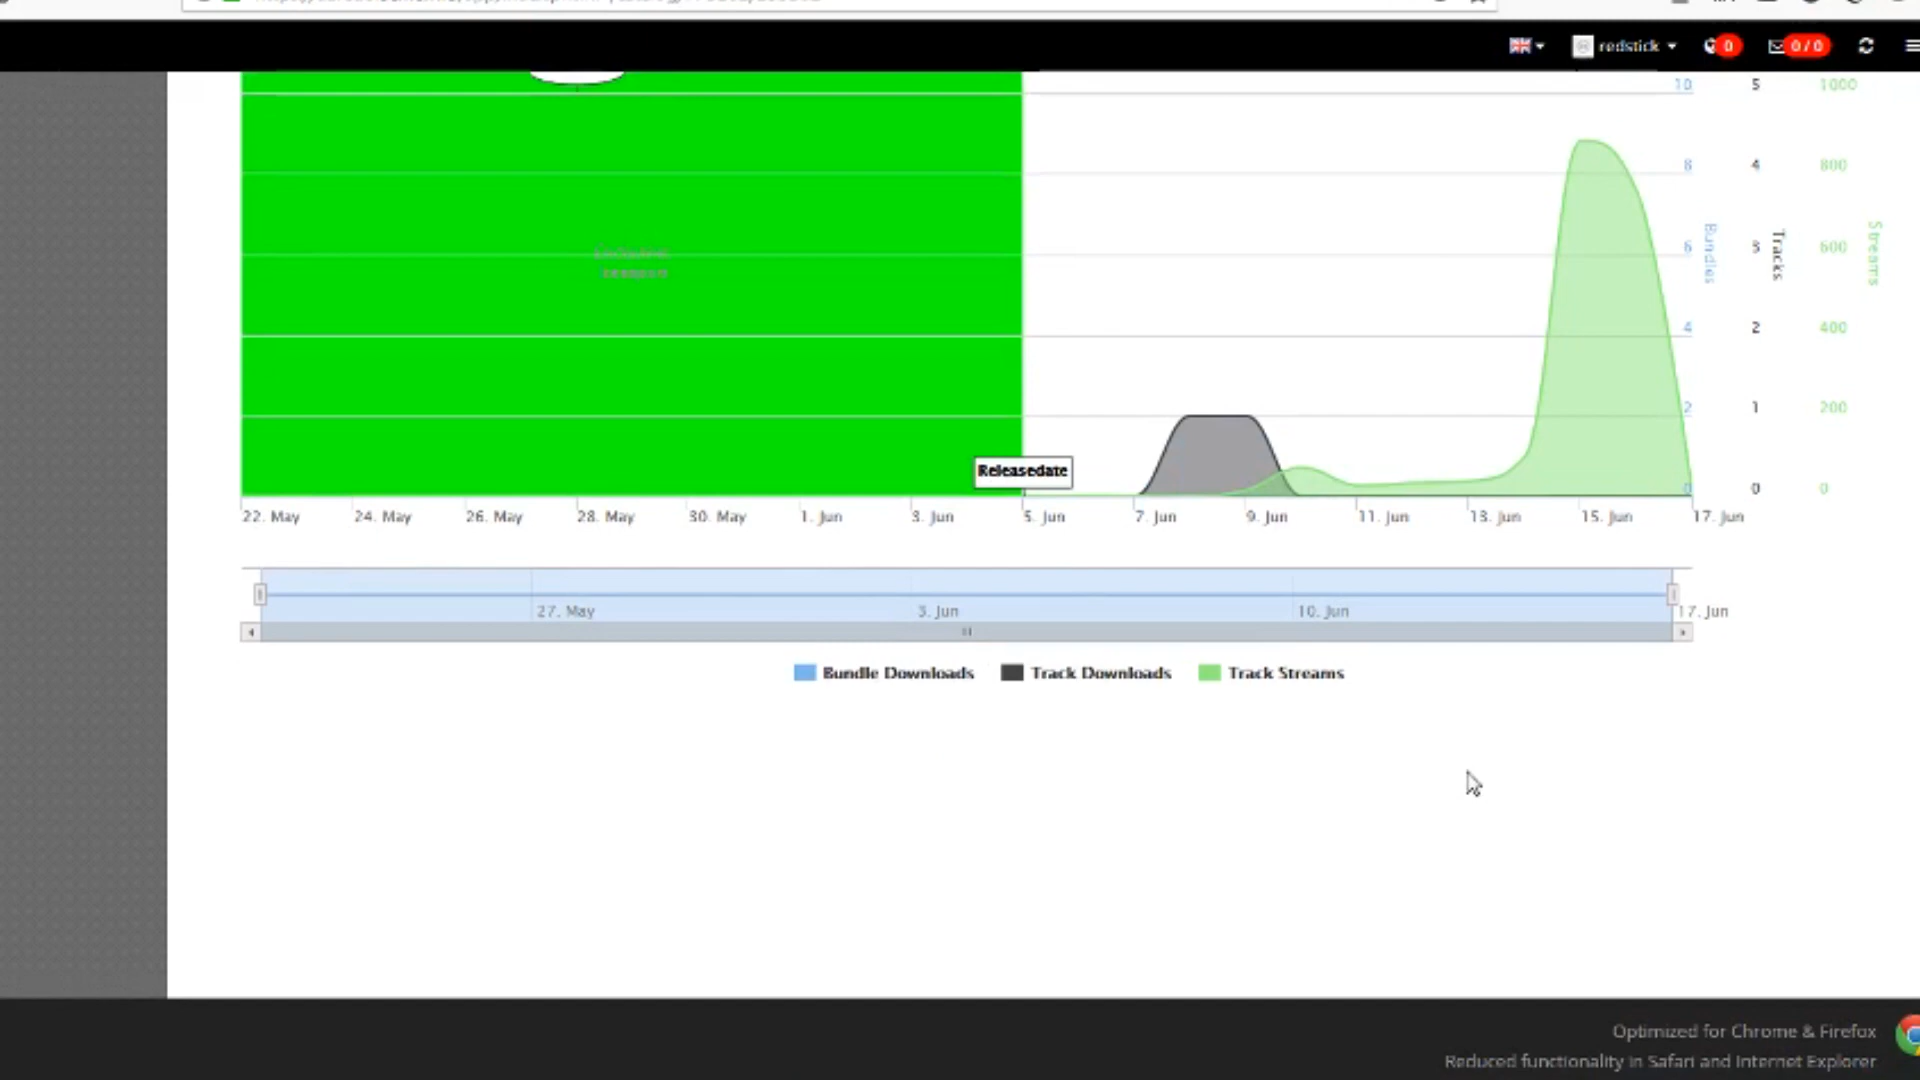 redstick
0
0 / 0
10 5 1000
8 4 800
6 3 600
4 2 400
2 1 200
0 0 0
Bundles
Tracks
Streams
Releasedate
22. May 24. May 26. May 28. May 30. May 1. Jun 3. Jun 5. Jun 7. Jun 9. Jun 11. Jun 13. Jun 15. Jun 17. Jun
27. May 3. Jun 10. Jun 17. Jun
Bundle Downloads Track Downloads Track Streams
Optimized for Chrome & Firefox
Reduced functionality in Safari and Internet Explorer